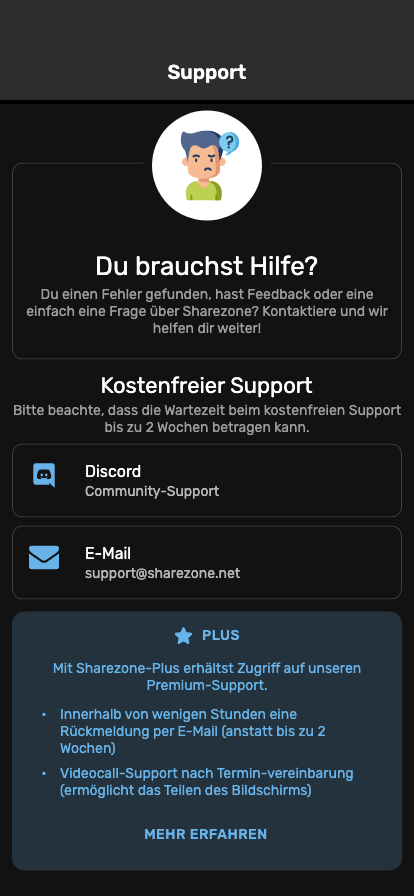 Support
?
Du brauchst Hilfe?
Du einen Fehler gefunden, hast Feedback oder eine
einfach eine Frage über Sharezone? Kontaktiere und wir
helfen dir weiter!
Kostenfreier Support
Bitte beachte, dass die Wartezeit beim kostenfreien Support
bis zu 2 Wochen betragen kann.
Discord
Community-Support
E-Mail
support@sharezone.net
PLUS
Mit Sharezone-Plus erhältst Zugriff auf unseren
Premium-Support.
• Innerhalb von wenigen Stunden eine
Rückmeldung per E-Mail (anstatt bis zu 2
Wochen)
• Videocall-Support nach Termin-vereinbarung
(ermöglicht das Teilen des Bildschirms)
MEHR ERFAHREN